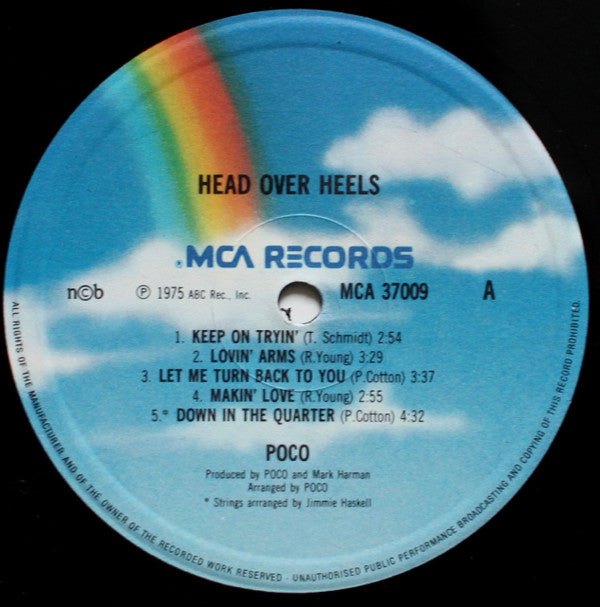 HEAD OVER HEELS
MCA RECORDS
n©b ℗ 1975 ABC Rec., Inc. MCA 37009 A
1. KEEP ON TRYIN' (T. Schmidt) 2:54
2. LOVIN' ARMS (R.Young) 3:29
3. LET ME TURN BACK TO YOU (P.Cotton) 3:37
4. MAKIN' LOVE (R.Young) 2:55
5.* DOWN IN THE QUARTER (P.Cotton) 4:32
POCO
Produced by POCO and Mark Harman
Arranged by POCO
* Strings arrranged by Jimmie Haskell
ALL RIGHTS OF THE MANUFACTURER AND OF THE OWNER OF THE RECORDED WORK RESERVED - UNAUTHORISED PUBLIC PERFORMANCE BROADCASTING AND COPYING OF THIS RECORD PROHIBITED.